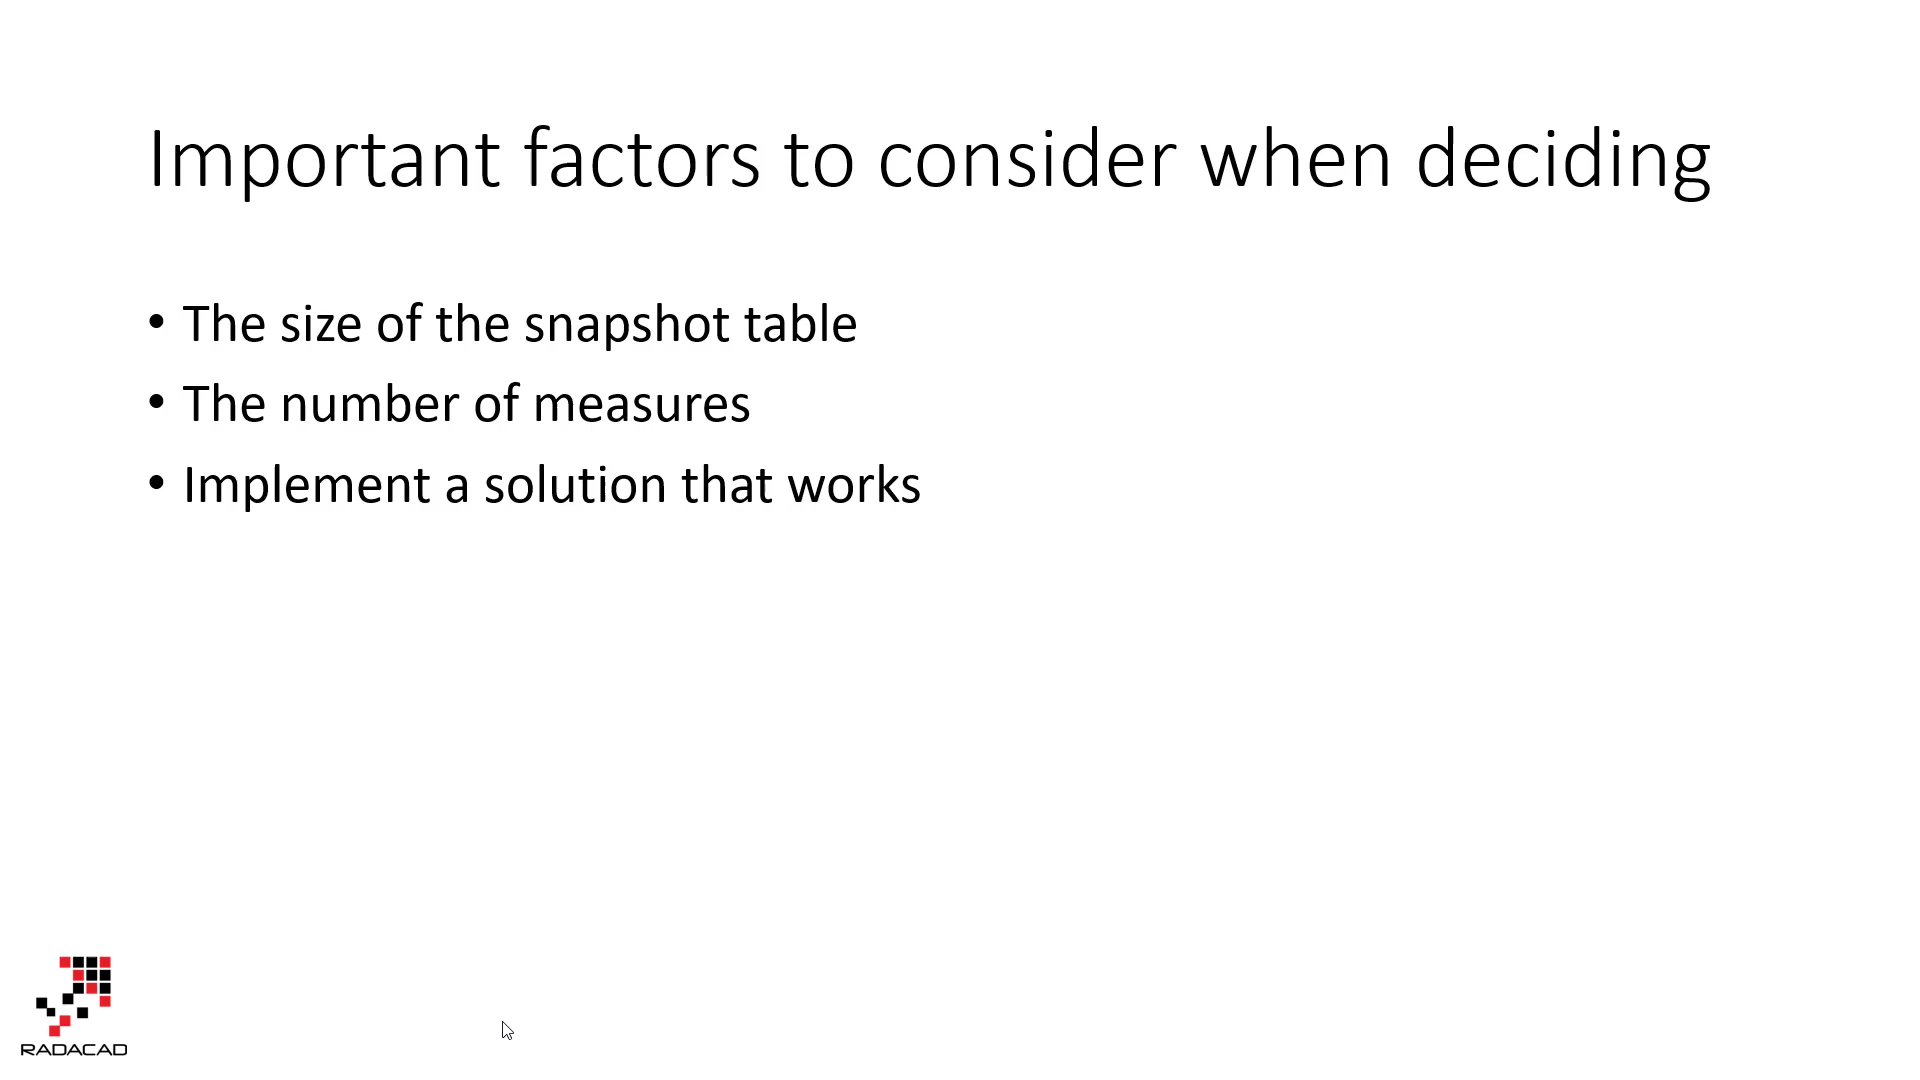 Important factors to consider when deciding
• The size of the snapshot table
• The number of measures
• Implement a solution that works
RADACAD